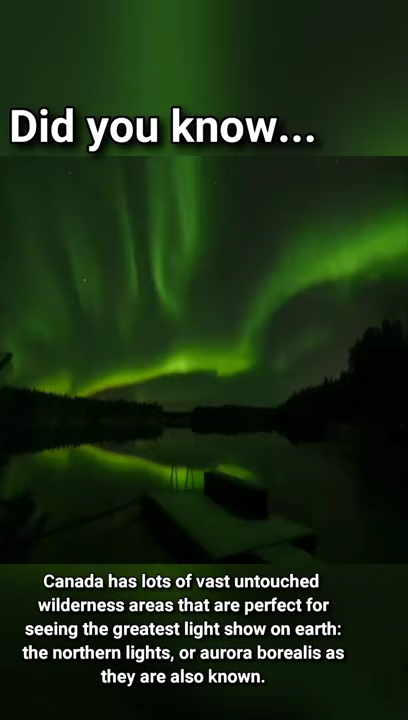 Did you know...
Canada has lots of vast untouched
wilderness areas that are perfect for
seeing the greatest light show on earth:
the northern lights, or aurora borealis as
they are also known.